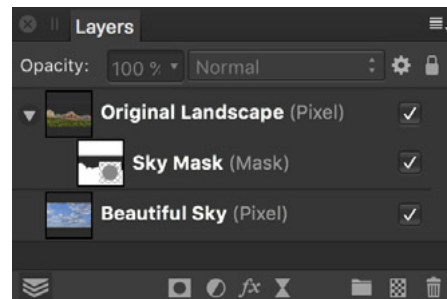 Layers
Opacity: 100 % Normal
Original Landscape (Pixel)
Sky Mask (Mask)
Beautiful Sky (Pixel)
fx